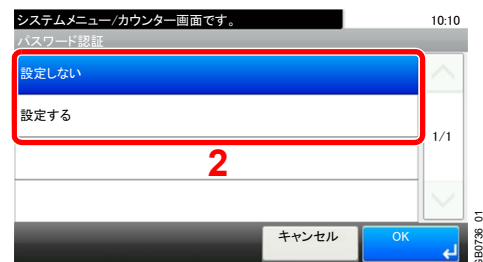 システムメニュー/カウンター画面です。 10:10
パスワード認証
設定しない
設定する
1/1
2
キャンセル OK
GB0736 01